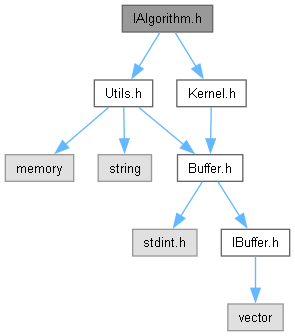 IAlgorithm.h
Utils.h
Kernel.h
memory
string
Buffer.h
stdint.h
IBuffer.h
vector